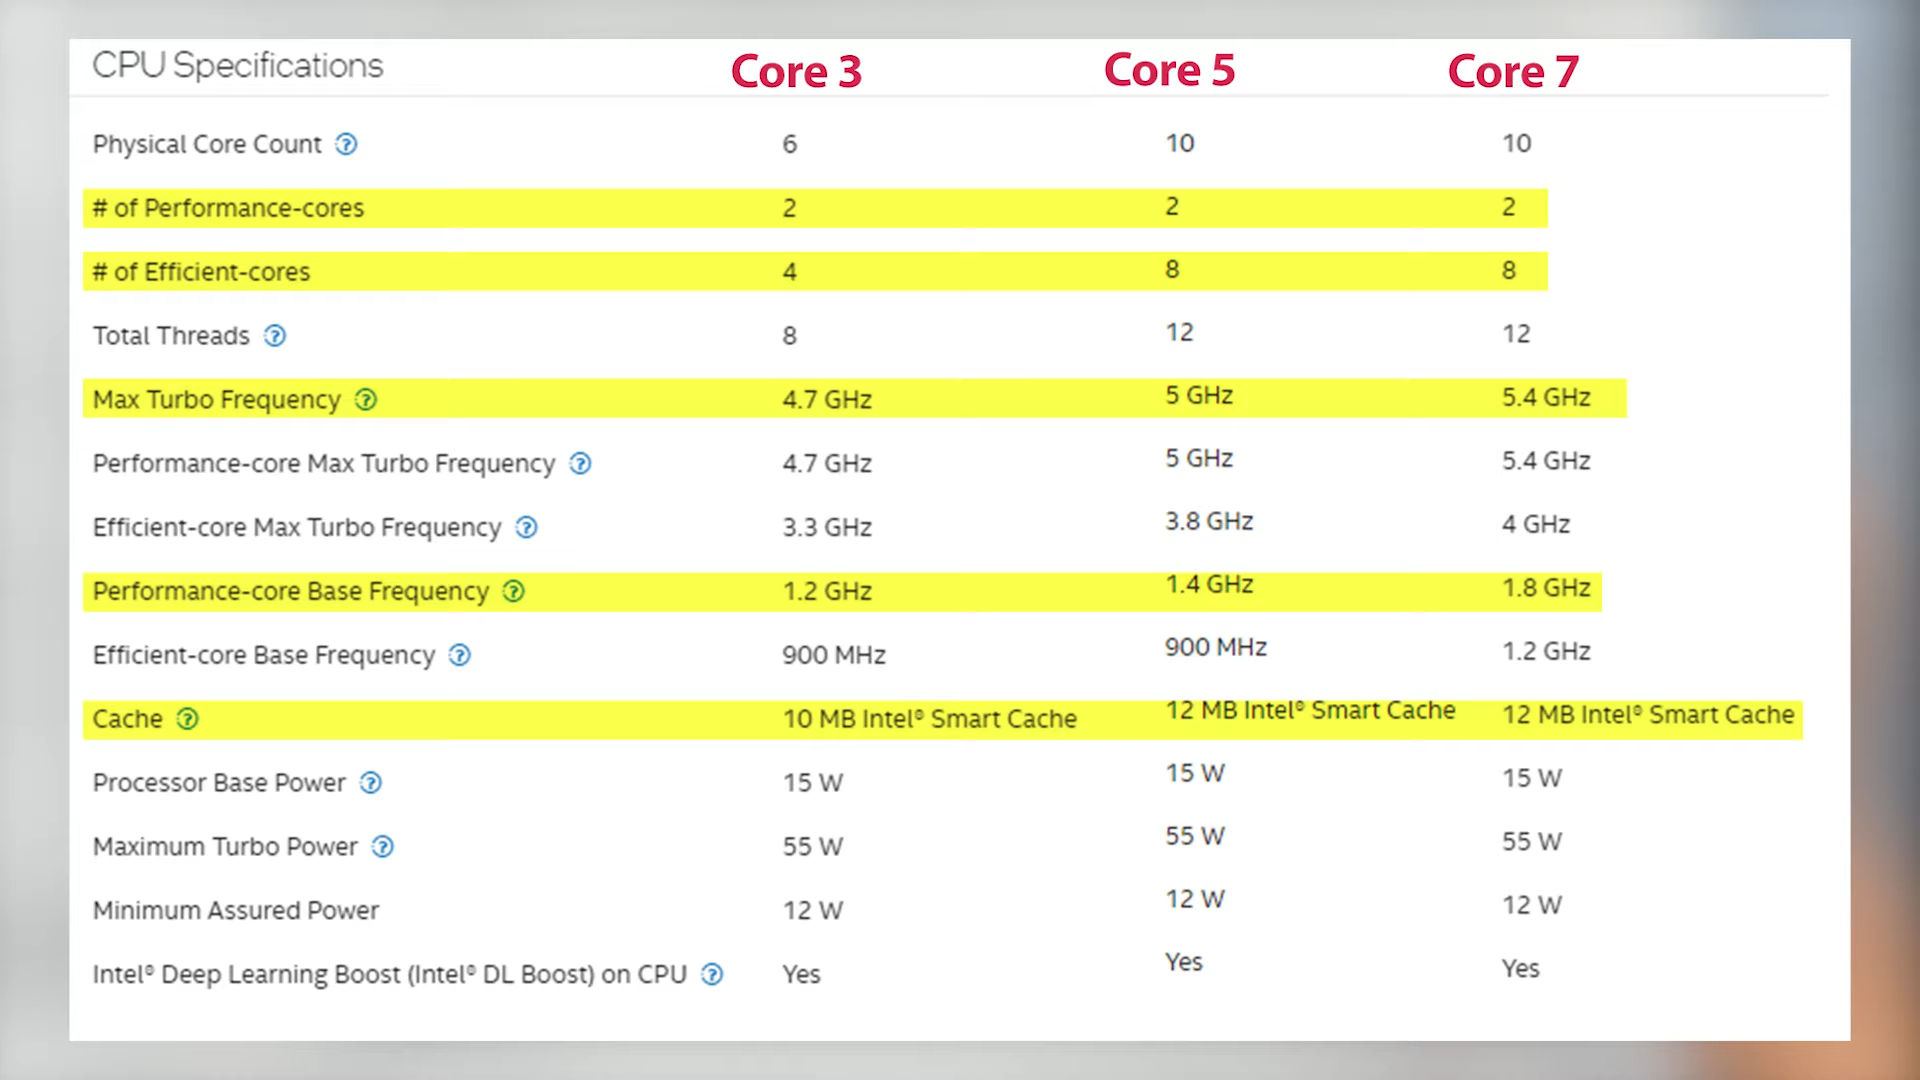 CPU Specifications Core 3 Core 5 Core 7
Physical Core Count ? 6 10 10
# of Performance-cores 2 2 2
# of Efficient-cores 4 8 8
Total Threads ? 8 12 12
Max Turbo Frequency ? 4.7 GHz 5 GHz 5.4 GHz
Performance-core Max Turbo Frequency ? 4.7 GHz 5 GHz 5.4 GHz
Efficient-core Max Turbo Frequency ? 3.3 GHz 3.8 GHz 4 GHz
Performance-core Base Frequency ? 1.2 GHz 1.4 GHz 1.8 GHz
Efficient-core Base Frequency ? 900 MHz 900 MHz 1.2 GHz
Cache ? 10 MB Intel® Smart Cache 12 MB Intel® Smart Cache 12 MB Intel® Smart Cache
Processor Base Power ? 15 W 15 W 15 W
Maximum Turbo Power ? 55 W 55 W 55 W
Minimum Assured Power 12 W 12 W 12 W
Intel® Deep Learning Boost (Intel® DL Boost) on CPU ? Yes Yes Yes